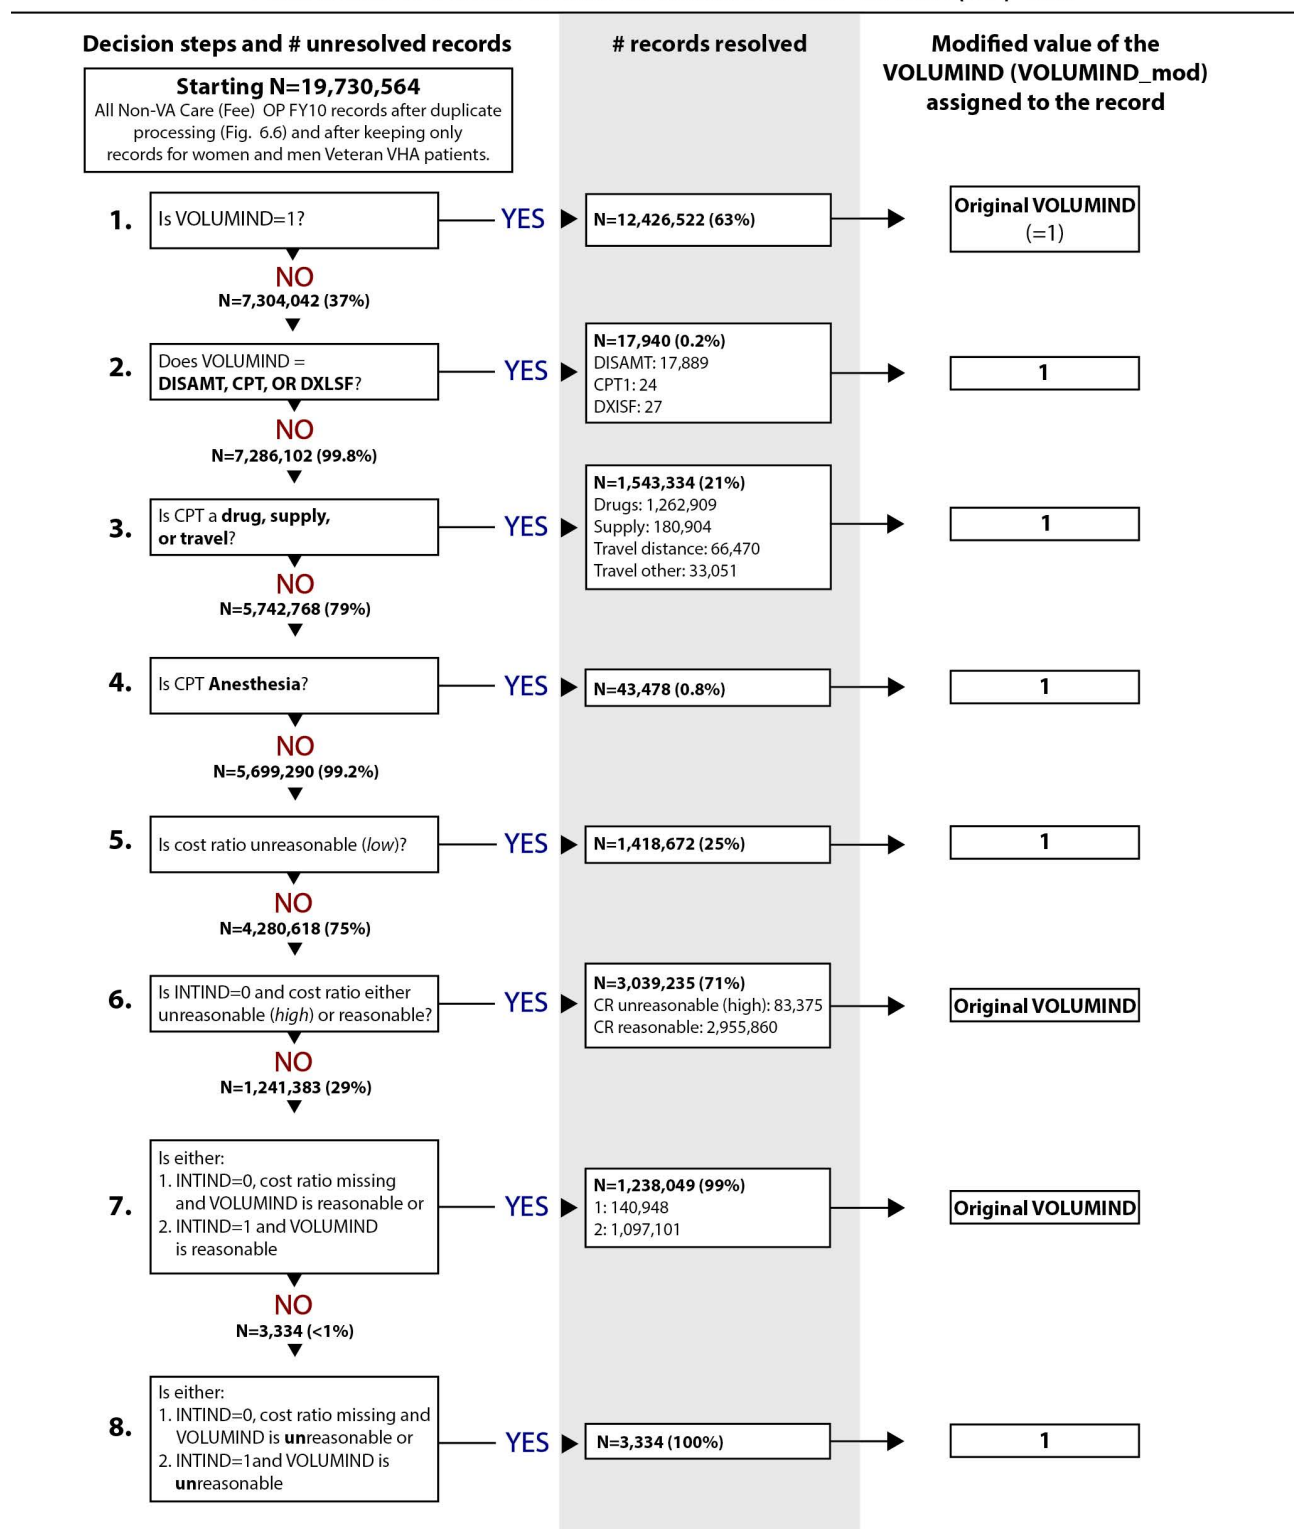 Decision steps and # unresolved records
# records resolved
Modified value of the
VOLUMIND (VOLUMIND_mod)
assigned to the record
Starting N=19,730,564
All Non-VA Care (Fee) OP FY10 records after duplicate
processing (Fig. 6.6) and after keeping only
records for women and men Veteran VHA patients.
1.
Is VOLUMIND=1?
YES
N=12,426,522 (63%)
Original VOLUMIND
(=1)
NO
N=7,304,042 (37%)
2.
Does VOLUMIND =
DISAMT, CPT, OR DXLSF?
YES
N=17,940 (0.2%)
DISAMT: 17,889
CPT1: 24
DXISF: 27
1
NO
N=7,286,102 (99.8%)
3.
Is CPT a drug, supply,
or travel?
YES
N=1,543,334 (21%)
Drugs: 1,262,909
Supply: 180,904
Travel distance: 66,470
Travel other: 33,051
1
NO
N=5,742,768 (79%)
4.
Is CPT Anesthesia?
YES
N=43,478 (0.8%)
1
NO
N=5,699,290 (99.2%)
5.
Is cost ratio unreasonable (low)?
YES
N=1,418,672 (25%)
1
NO
N=4,280,618 (75%)
6.
Is INTIND=0 and cost ratio either
unreasonable (high) or reasonable?
YES
N=3,039,235 (71%)
CR unreasonable (high): 83,375
CR reasonable: 2,955,860
Original VOLUMIND
NO
N=1,241,383 (29%)
7.
Is either:
1. INTIND=0, cost ratio missing
and VOLUMIND is reasonable or
2. INTIND=1 and VOLUMIND
is reasonable
YES
N=1,238,049 (99%)
1: 140,948
2: 1,097,101
Original VOLUMIND
NO
N=3,334 (<1%)
8.
Is either:
1. INTIND=0, cost ratio missing and
VOLUMIND is unreasonable or
2. INTIND=1and VOLUMIND is
unreasonable
YES
N=3,334 (100%)
1